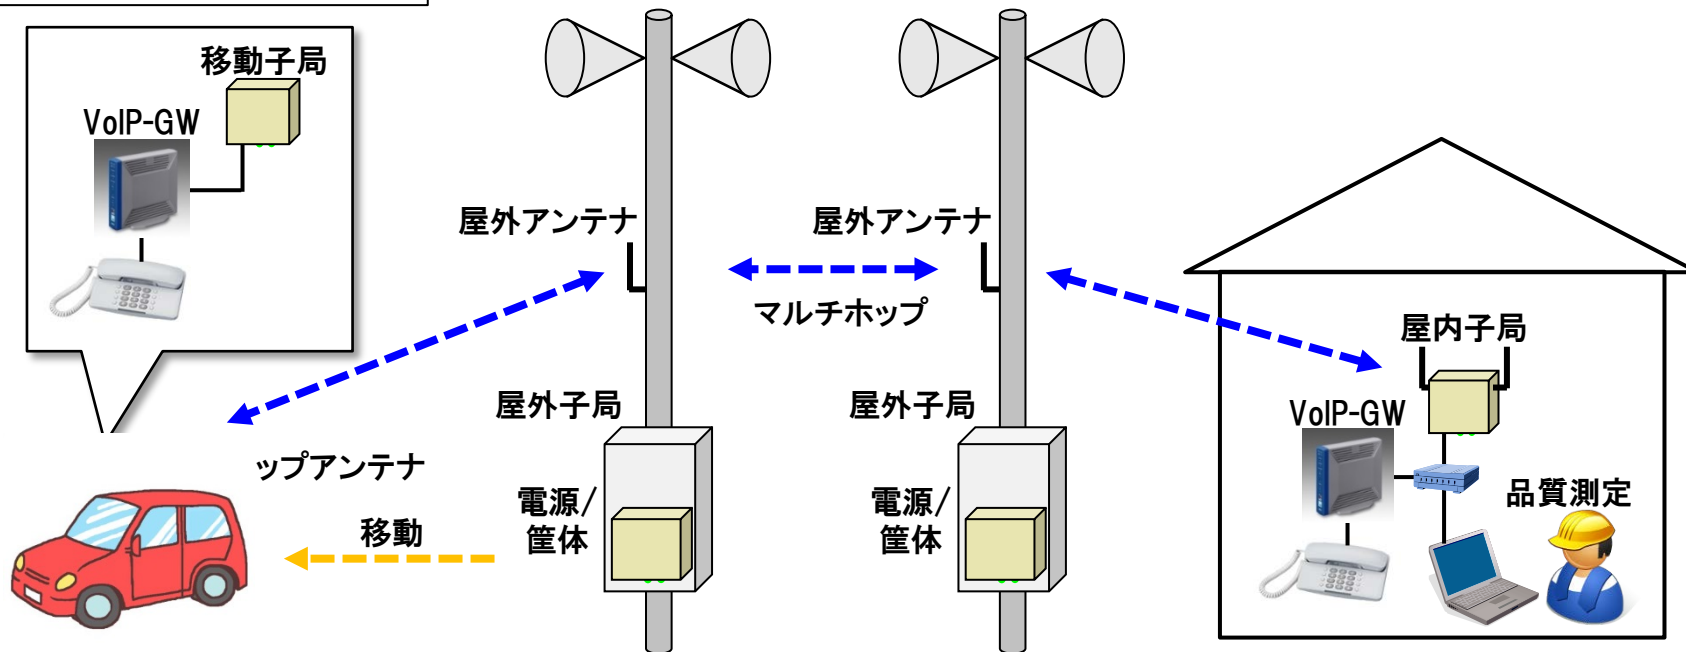 移動子局
VoIP-GW
屋外アンテナ
屋外アンテナ
マルチホップ
屋内子局
屋外子局
屋外子局
VoIP-GW
ップアンテナ
電源/
筐体
電源/
筐体
品質測定
移動